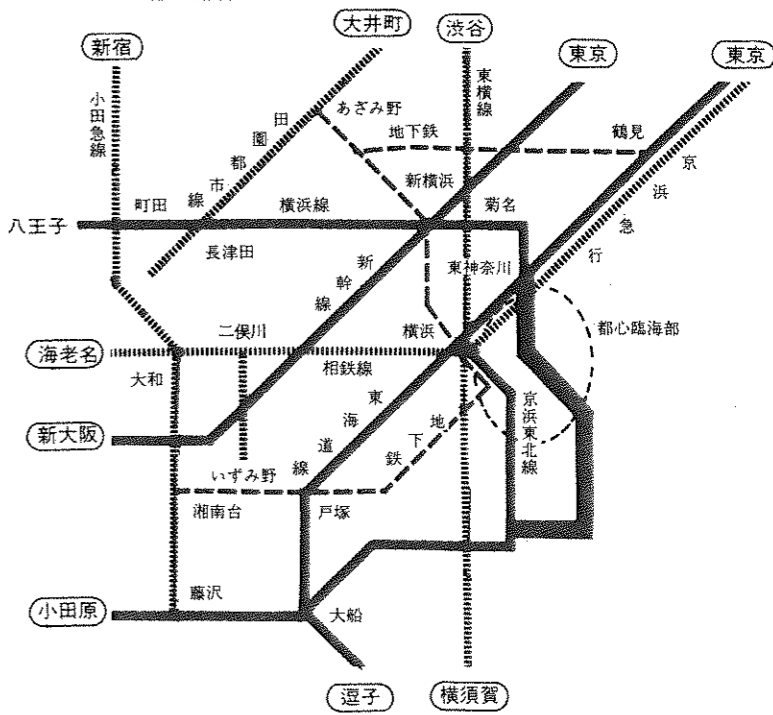 新宿
大井町
渋谷
東京
東京
小田急線
田園都市線
東横線
あざみ野
地下鉄
鶴見
京浜急行
新横浜
町田
横浜線
菊名
八王子
長津田
新幹線
東神奈川
二俣川
横浜
都心臨海部
海老名
大和
相鉄線
東海道線
地下鉄
京浜東北線
新大阪
いずみ野
湘南台
戸塚
藤沢
小田原
大船
逗子
横須賀